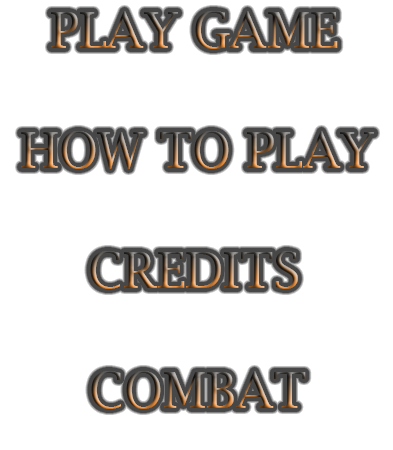 PLAY GAME
HOW TO PLAY
CREDITS
COMBAT